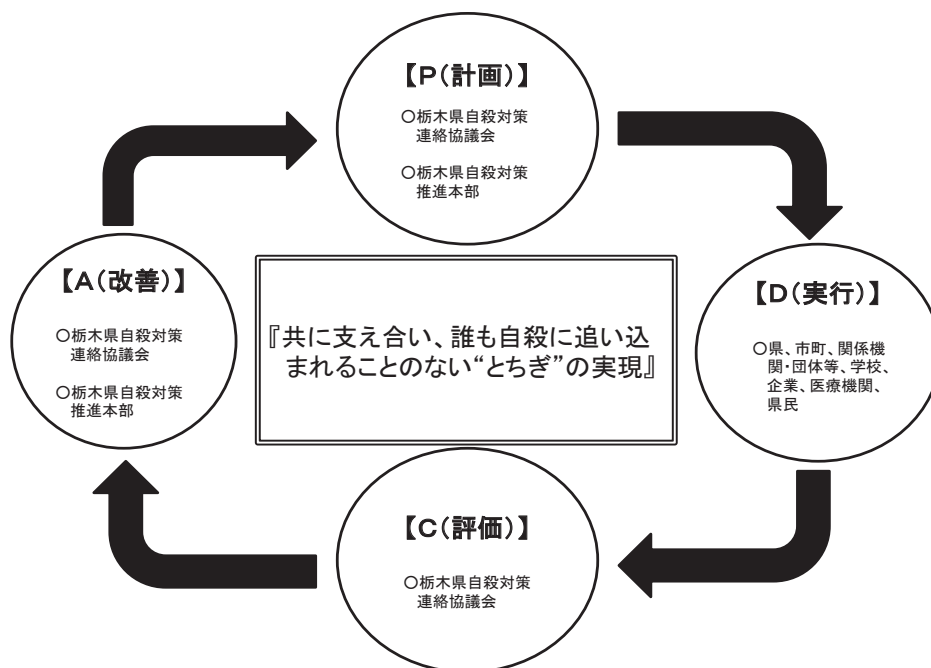 【P(計画)】
○栃木県自殺対策
連絡協議会
○栃木県自殺対策
推進本部
【A(改善)】
○栃木県自殺対策
連絡協議会
○栃木県自殺対策
推進本部
『共に支え合い、誰も自殺に追い込
まれることのない“とちぎ”の実現』
【D(実行)】
○県、市町、関係機
関・団体等、学校、
企業、医療機関、
県民
【C(評価)】
○栃木県自殺対策
連絡協議会